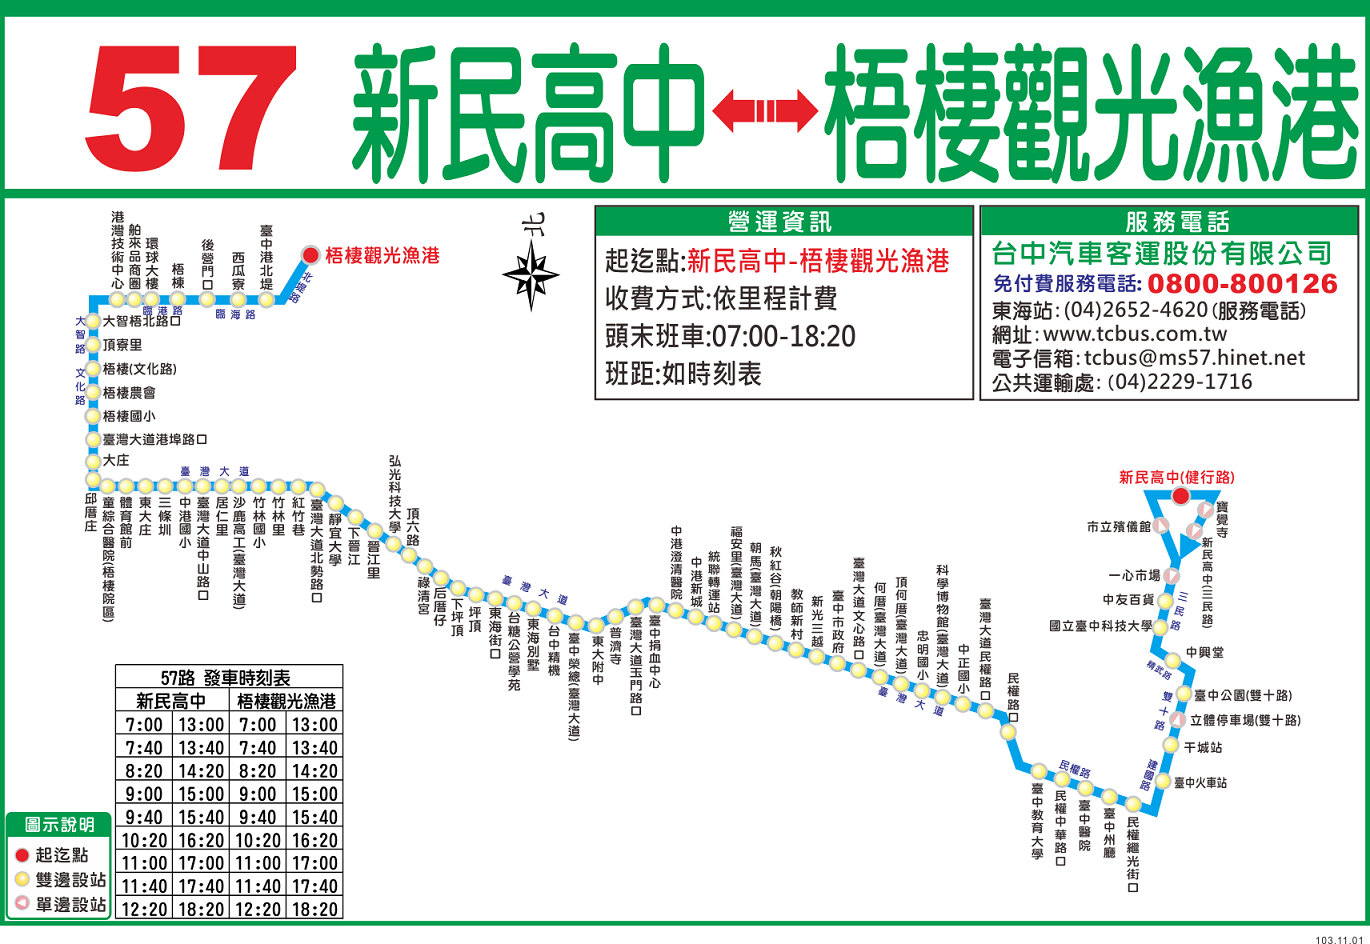 57 新民高中 梧棲觀光漁港
營運資訊
起迄點:新民高中-梧棲觀光漁港
收費方式:依里程計費
頭末班車:07:00-18:20
班距:如時刻表
服務電話
台中汽車客運股份有限公司
免付費服務電話: 0800-800126
東海站: (04)2652-4620 (服務電話)
網址: www.tcbus.com.tw
電子信箱: tcbus@ms57.hinet.net
公共運輸處: (04)2229-1716
北
梧棲觀光漁港
北堤路
臺中港北堤
西瓜寮
後營門口
梧棟
環球大樓
舶來品商圈
港灣技術中心
臨港路
臨海路
大智路
文化路
大智梧北路口
頂寮里
梧棲(文化路)
梧棲農會
梧棲國小
臺灣大道港埠路口
大庄
臺灣大道
邱厝庄
童綜合醫院(梧棲院區)
體育館前
東大庄
三條圳
中港國小
臺灣大道中山路口
居仁里
沙鹿高工(臺灣大道)
竹林國小
竹林里
紅竹巷
臺灣大道北勢路口
靜宜大學
下晉江
晉江里
弘光科技大學
頂六路
祿清宮
后厝仔
下坪頂
坪頂
臺灣大道
東海街口
台糖公營學苑
東海別墅
台中精機
臺中榮總(臺灣大道)
東大附中
普濟寺
臺灣大道玉門路口
臺中捐血中心
中港澄清醫院
中港新城
統聯轉運站
福安里(臺灣大道)
朝馬(臺灣大道)
秋紅谷(朝陽橋)
教師新村
新光三越
臺中市政府
臺灣大道文心路口
何厝(臺灣大道)
頂何厝(臺灣大道)
忠明國小
科學博物館(臺灣大道)
中正國小
臺灣大道民權路口
臺灣大道
民權路口
民權路
臺中教育大學
民權中華路口
臺中醫院
臺中州廳
民權繼光街口
建國路
臺中火車站
干城站
立體停車場(雙十路)
臺中公園(雙十路)
雙十路
精武路
中興堂
國立臺中科技大學
中友百貨
一心市場
三民路
市立殯儀館
新民高中(健行路)
寶覺寺
新民高中(三民路)
57路 發車時刻表
新民高中 梧棲觀光漁港
7:00 13:00 7:00 13:00
7:40 13:40 7:40 13:40
8:20 14:20 8:20 14:20
9:00 15:00 9:00 15:00
9:40 15:40 9:40 15:40
10:20 16:20 10:20 16:20
11:00 17:00 11:00 17:00
11:40 17:40 11:40 17:40
12:20 18:20 12:20 18:20
圖示說明
起迄點
雙邊設站
單邊設站
103.11.01